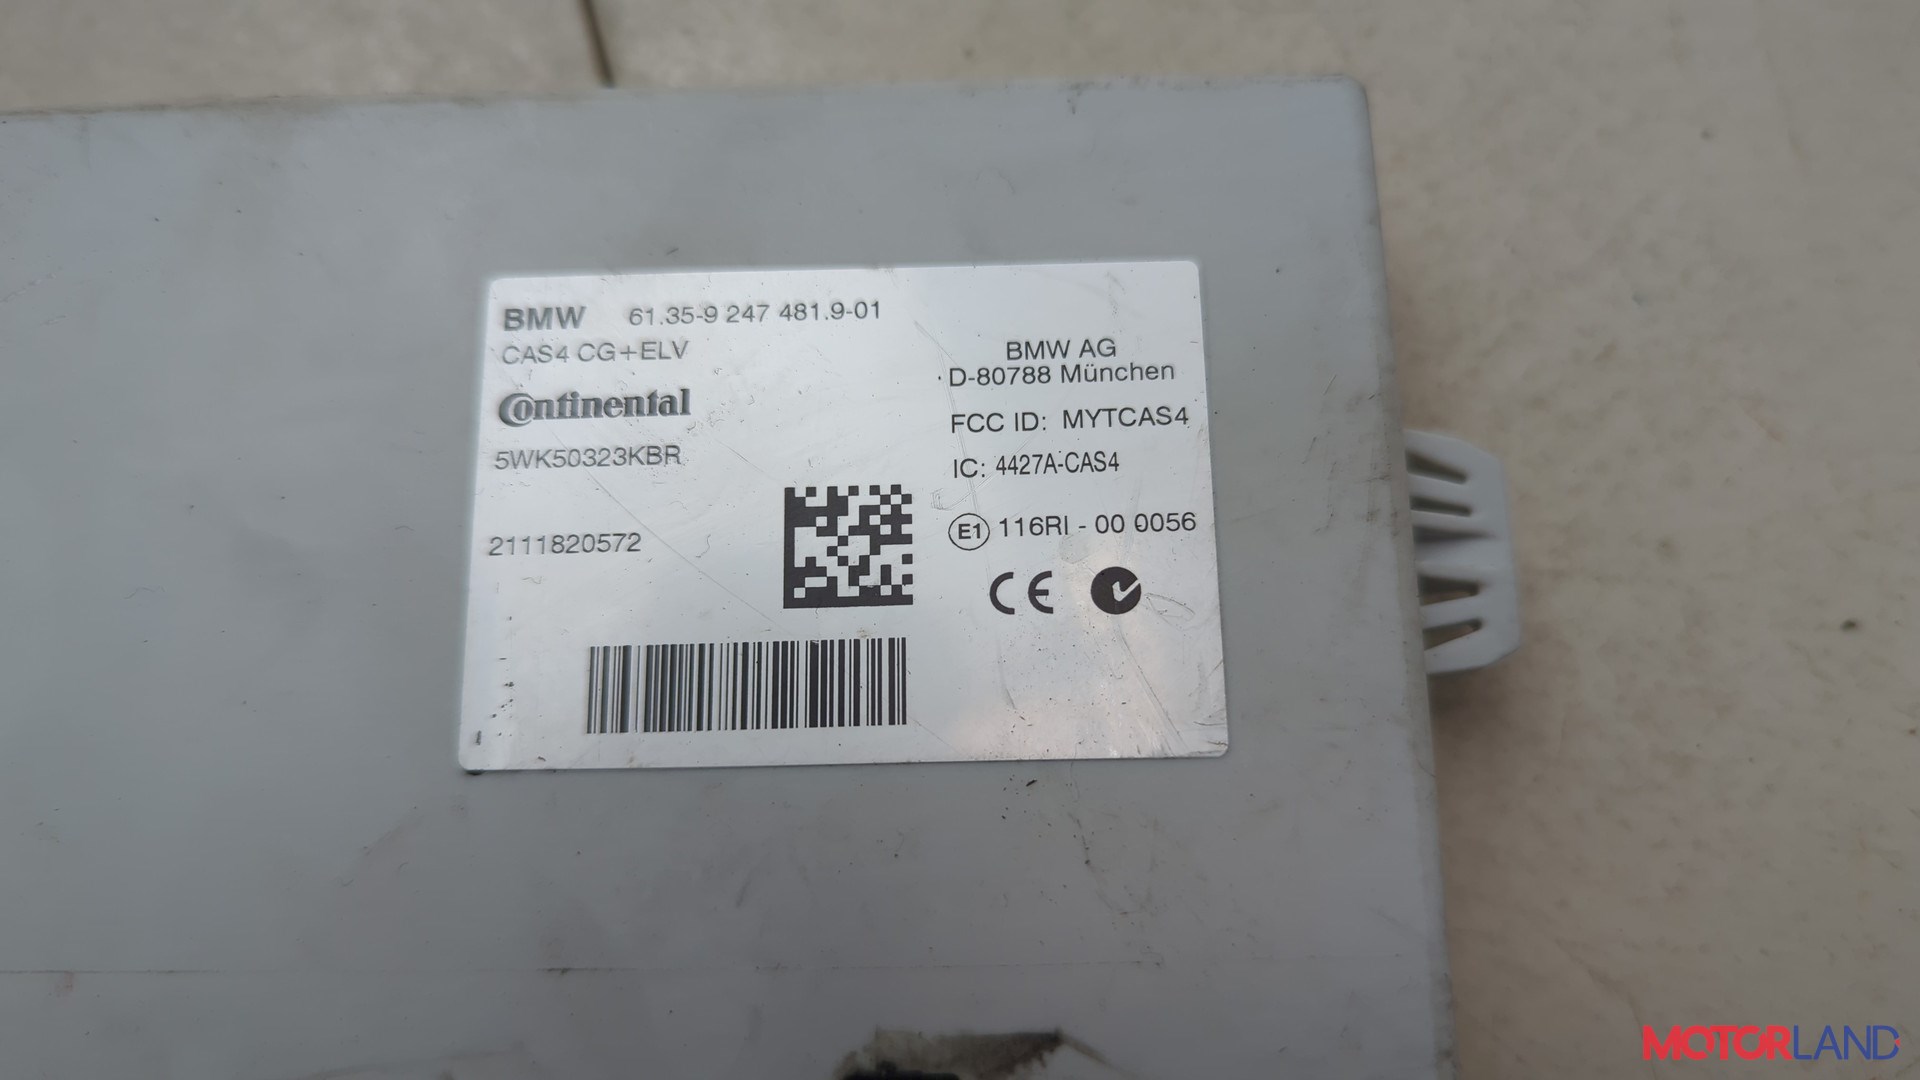 BMW 61.35-9 247 481.9-01
CAS4 CG+ELV
Continental
5WK50323KBR
2111820572
BMW AG
D-80788 München
FCC ID: MYTCAS4
IC: 4427A-CAS4
E1 116RI - 00 0056
CE
MOTORLAND